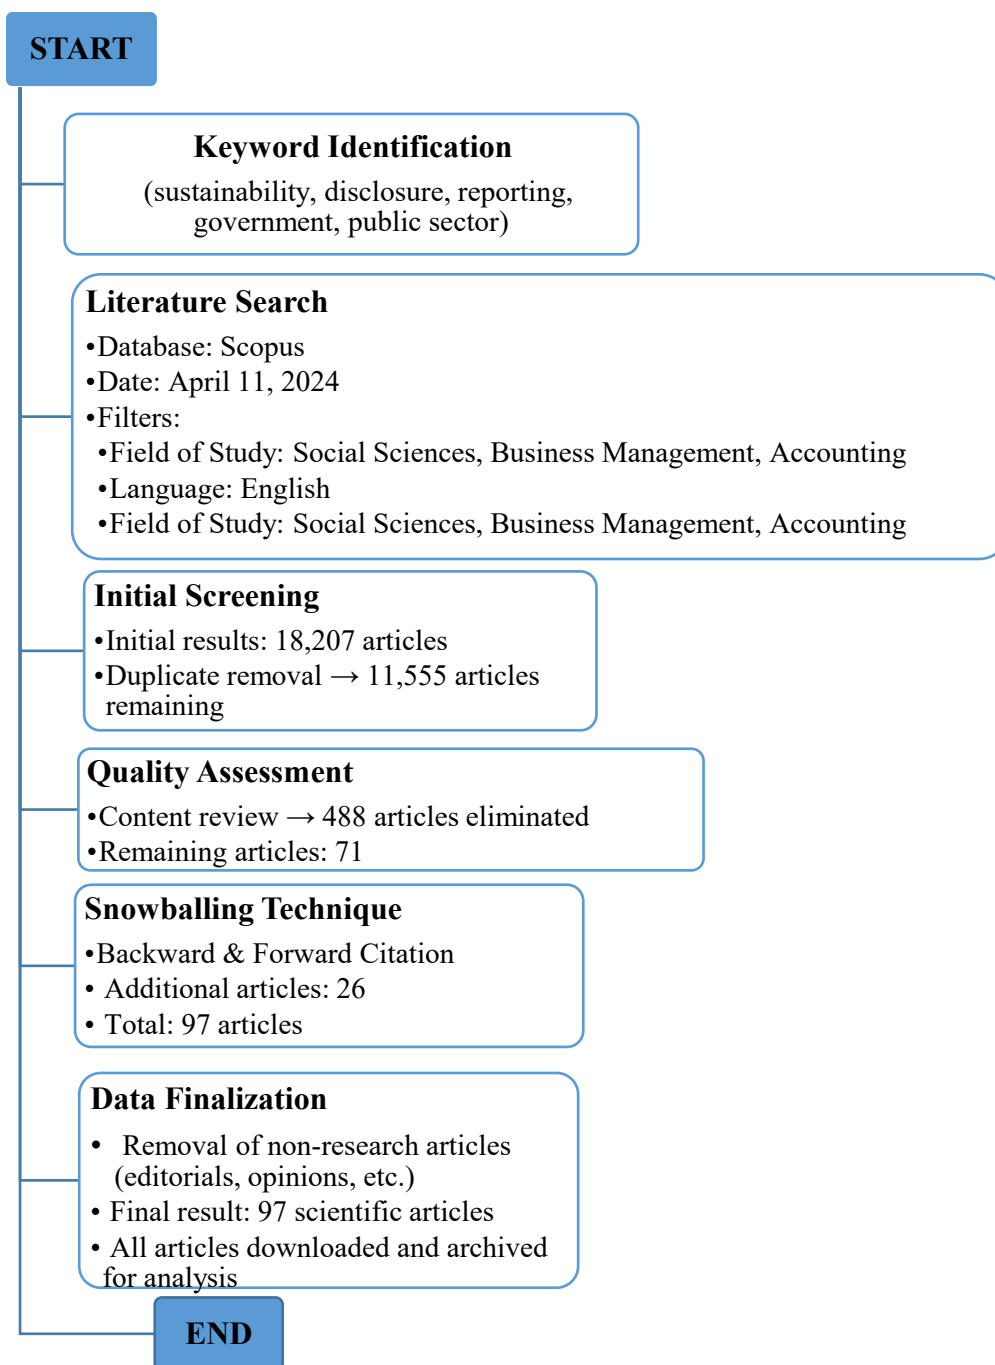 START
Keyword Identification
(sustainability, disclosure, reporting,
government, public sector)
Literature Search
•Database: Scopus
•Date: April 11, 2024
•Filters:
•Field of Study: Social Sciences, Business Management, Accounting
•Language: English
•Field of Study: Social Sciences, Business Management, Accounting
Initial Screening
•Initial results: 18,207 articles
•Duplicate removal → 11,555 articles
remaining
Quality Assessment
•Content review → 488 articles eliminated
•Remaining articles: 71
Snowballing Technique
•Backward & Forward Citation
• Additional articles: 26
• Total: 97 articles
Data Finalization
• Removal of non-research articles
(editorials, opinions, etc.)
• Final result: 97 scientific articles
• All articles downloaded and archived
for analysis
END